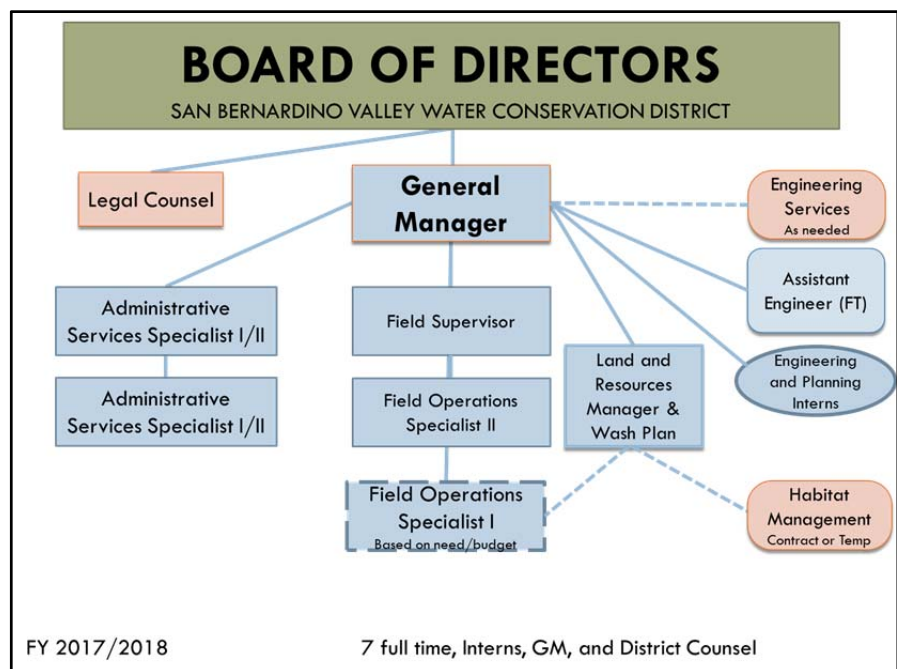 BOARD OF DIRECTORS
SAN BERNARDINO VALLEY WATER CONSERVATION DISTRICT
Legal Counsel
General
Manager
Engineering
Services
As needed
Assistant
Engineer (FT)
Administrative
Services Specialist I/II
Field Supervisor
Land and
Resources
Manager &
Wash Plan
Engineering
and Planning
Interns
Administrative
Services Specialist I/II
Field Operations
Specialist II
Field Operations
Specialist I
Based on need/budget
Habitat
Management
Contract or Temp
FY 2017/2018
7 full time, Interns, GM, and District Counsel